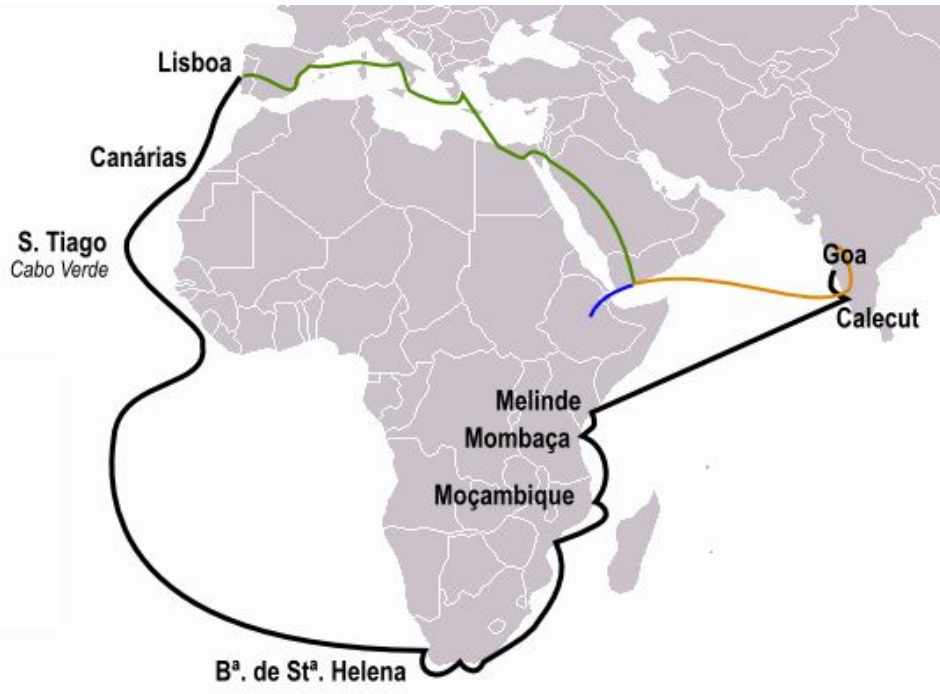 Lisboa
Canárias
S. Tiago
Cabo Verde
Goa
Calecut
Melinde
Mombaça
Moçambique
Bª. de Stª. Helena